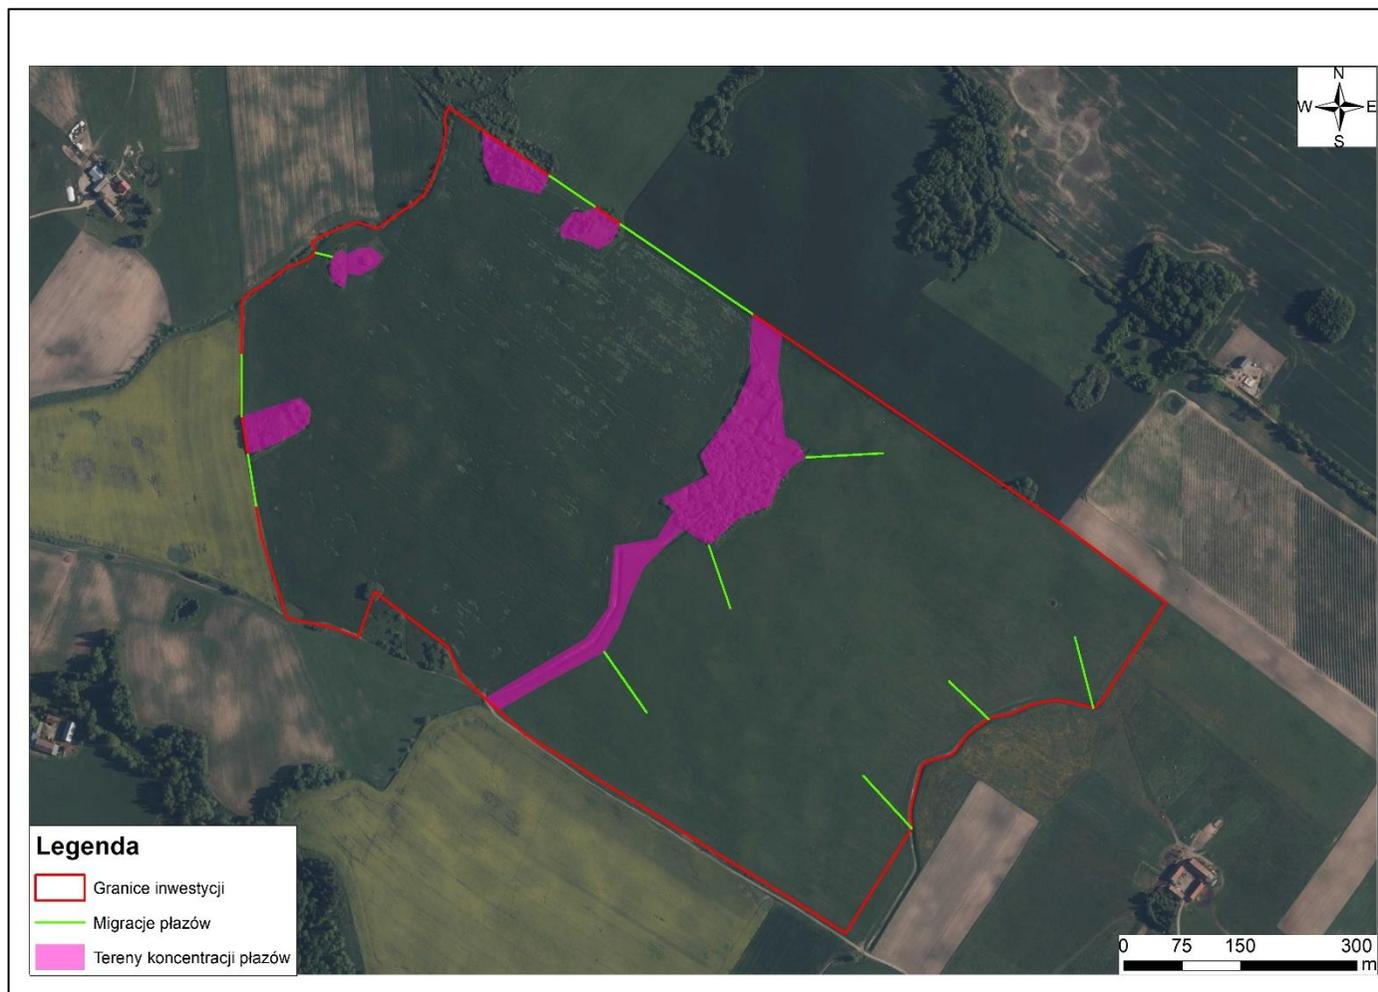 N
W E
S
Legenda
Granice inwestycji
Migracje płazów
Tereny koncentracji płazów
0 75 150 300
m